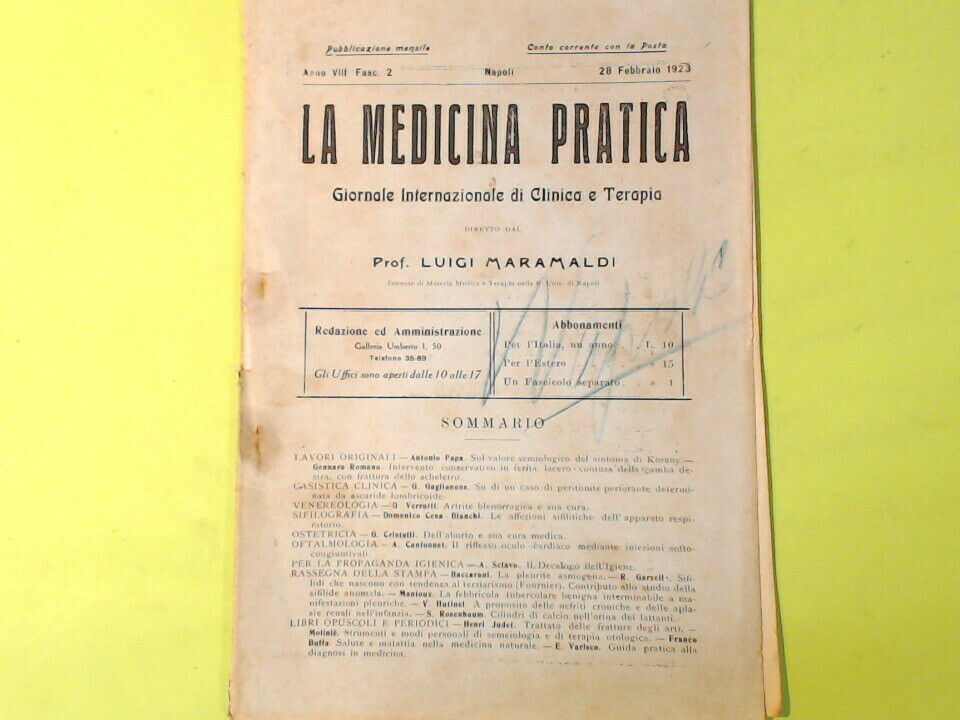 Pubblicazione mensile Conto corrente con la Posta
Anno VIII Fasc. 2 Napoli 28 Febbraio 1923
LA MEDICINA PRATICA
Giornale Internazionale di Clinica e Terapia
DIRETTO DAL
Prof. LUIGI MARAMALDI
Docente di Materia Medica e Terapia nella R. Univ. di Napoli
Redazione ed Amministrazione
Galleria Umberto I, 50
Telefono 35-89
Gli Uffici sono aperti dalle 10 alle 17
Abbonamenti
Per l'Italia, un anno . . L. 10
Per l'Estero . . . . » 15
Un Fascicolo separato . . » 1
SOMMARIO
LAVORI ORIGINALI — Antonio Papa. Sul valore semiologico del sintoma di Korany. —
Gennaro Romano. Intervento conservativo in ferita lacero-contusa della gamba de-
stra, con frattura dello scheletro.
CASISTICA CLINICA — G. Guglianone. Su di un caso di peritonite perforante determi-
nata da ascaride lombricoide.
VENEREOLOGIA — G Verrotti. Artrite blenorragica e sua cura.
SIFILOGRAFIA — Domenico Cesa Bianchi. Le affezioni sifilitiche dell'apparato respi-
ratorio.
OSTETRICIA — G. Cristalli. Dell'aborto e sua cura medica.
OFTALMOLOGIA — A. Cantonnet. Il riflesso oculo-cardiaco mediante iniezioni sotto-
congiuntivali.
PER LA PROPAGANDA IGIENICA — A. Sclavo. IL Decalogo dell'Igiene
RASSEGNA DELLA STAMPA — Baccarani. La pleurite asmogena. — R. Garzell. Sifi-
lidi che nascono con tendenza al terziarismo (Fournier). Contributo allo studio della
sifilide anomala. — Mantoux. La febbricola tubercolare benigna interminabile a ma-
nifestazioni pleuriche. — V Hutinel. A proposito delle nefriti croniche e delle apla-
sie renali nell'infanzia. — S. Rosenbaum. Cilindri di calcio nell'orina dei lattanti.
LIBRI OPUSCOLI E PERIODICI — Henri Judet. Trattato delle fratture degli arti. —
Moliniè. Strumenti e modi personali di semeiologia e di terapia otologica. — Franco
Buffa. Salute e malattia nella medicina naturale. — E. Varisco. Guida pratica alla
diagnosi in medicina.